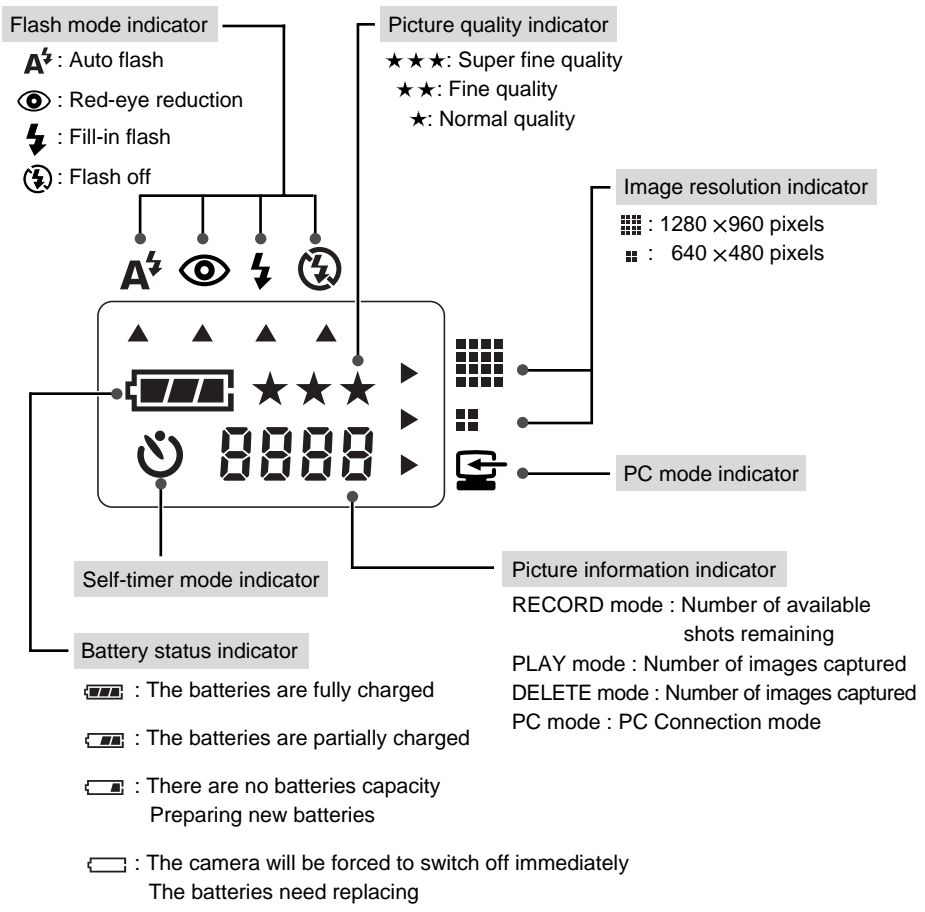 Flash mode indicator
A : Auto flash
: Red-eye reduction
: Fill-in flash
: Flash off
Picture quality indicator
★★★: Super fine quality
★★: Fine quality
★: Normal quality
Image resolution indicator
: 1280 ×960 pixels
: 640 ×480 pixels
A
8888
PC mode indicator
Self-timer mode indicator
Picture information indicator
RECORD mode : Number of available
shots remaining
PLAY mode : Number of images captured
DELETE mode : Number of images captured
PC mode : PC Connection mode
Battery status indicator
: The batteries are fully charged
: The batteries are partially charged
: There are no batteries capacity
Preparing new batteries
: The camera will be forced to switch off immediately
The batteries need replacing